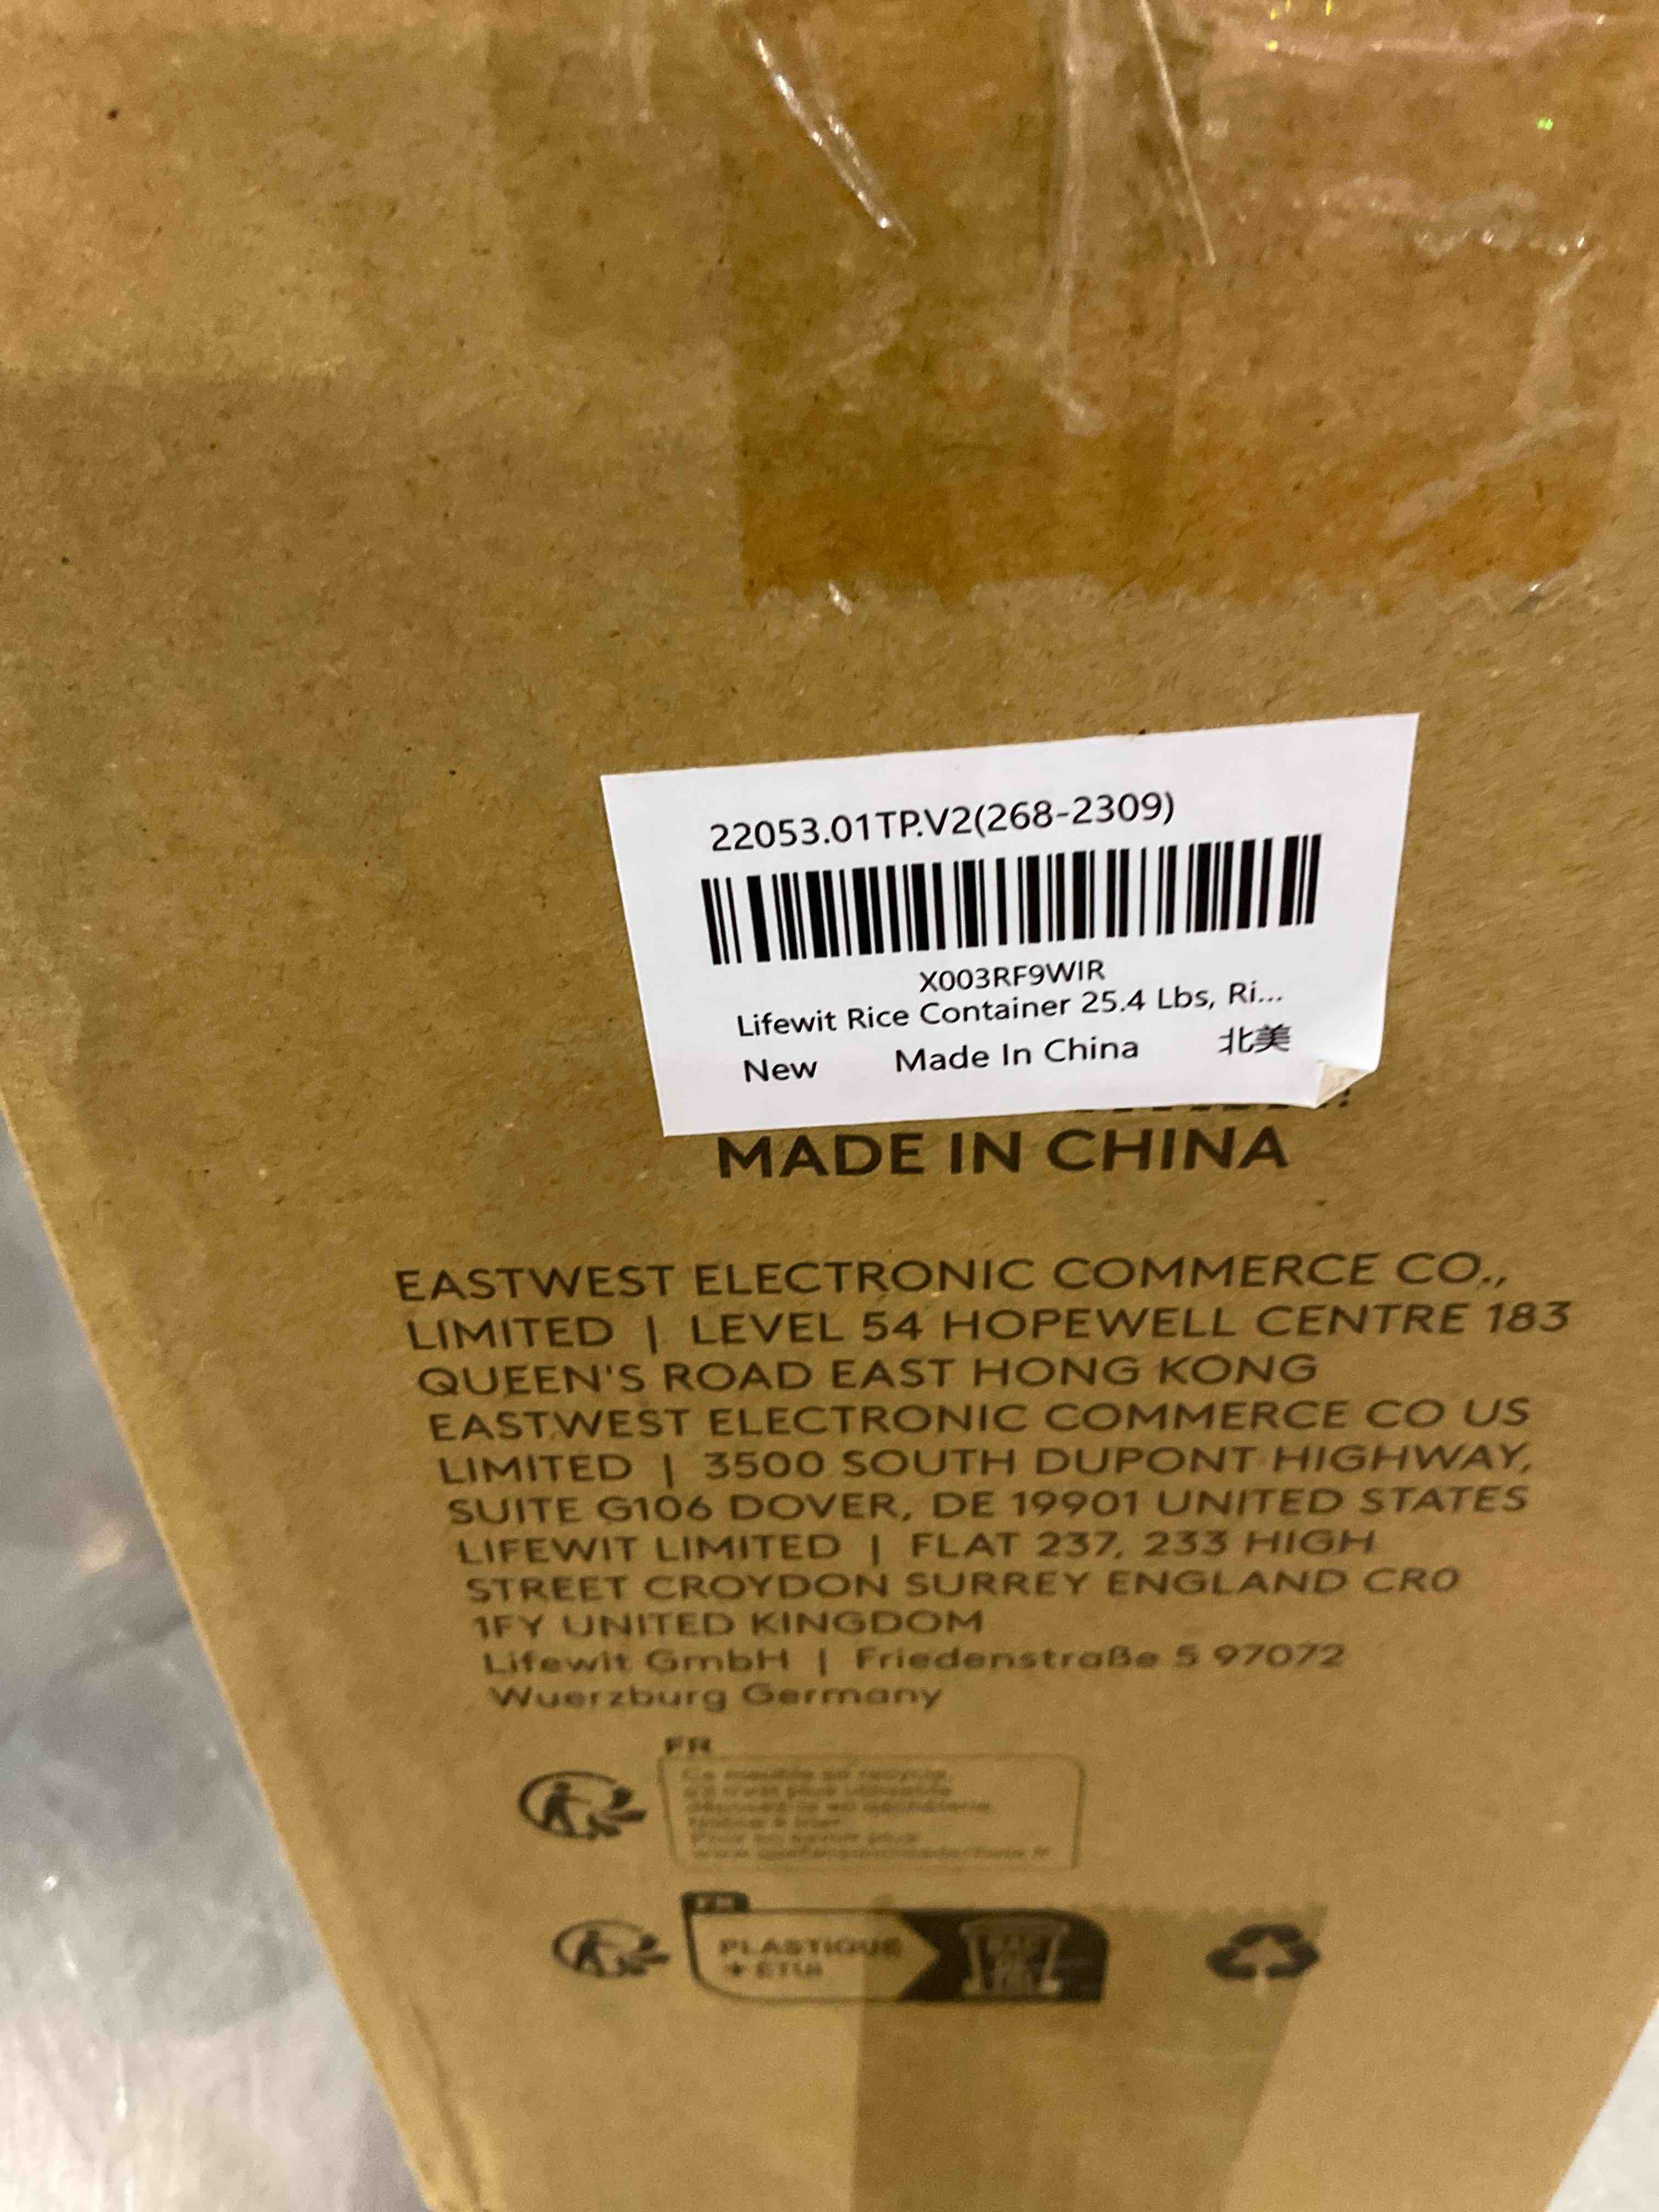 22053.01TP.V2(268-2309)
X003RF9WIR
Lifewit Rice Container 25.4 Lbs, Ri...
New Made In China 北美
MADE IN CHINA
EASTWEST ELECTRONIC COMMERCE CO.,
LIMITED | LEVEL 54 HOPEWELL CENTRE 183
QUEEN'S ROAD EAST HONG KONG
EASTWEST ELECTRONIC COMMERCE CO US
LIMITED | 3500 SOUTH DUPONT HIGHWAY,
SUITE G106 DOVER, DE 19901 UNITED STATES
LIFEWIT LIMITED | FLAT 237, 233 HIGH
STREET CROYDON SURREY ENGLAND CR0
1FY UNITED KINGDOM
Lifewit GmbH | Friedenstraße 5 97072
Wuerzburg Germany
FR
FR
PLASTIQUE
+ ÉTUI